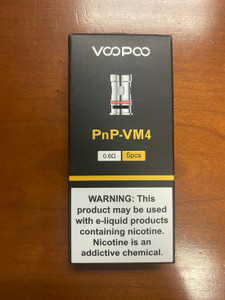 VOOPOO
PnP-VM4
0.6Ω 5pcs
WARNING: This
product may be used
with e-liquid products
containing nicotine.
Nicotine is an
addictive chemical.